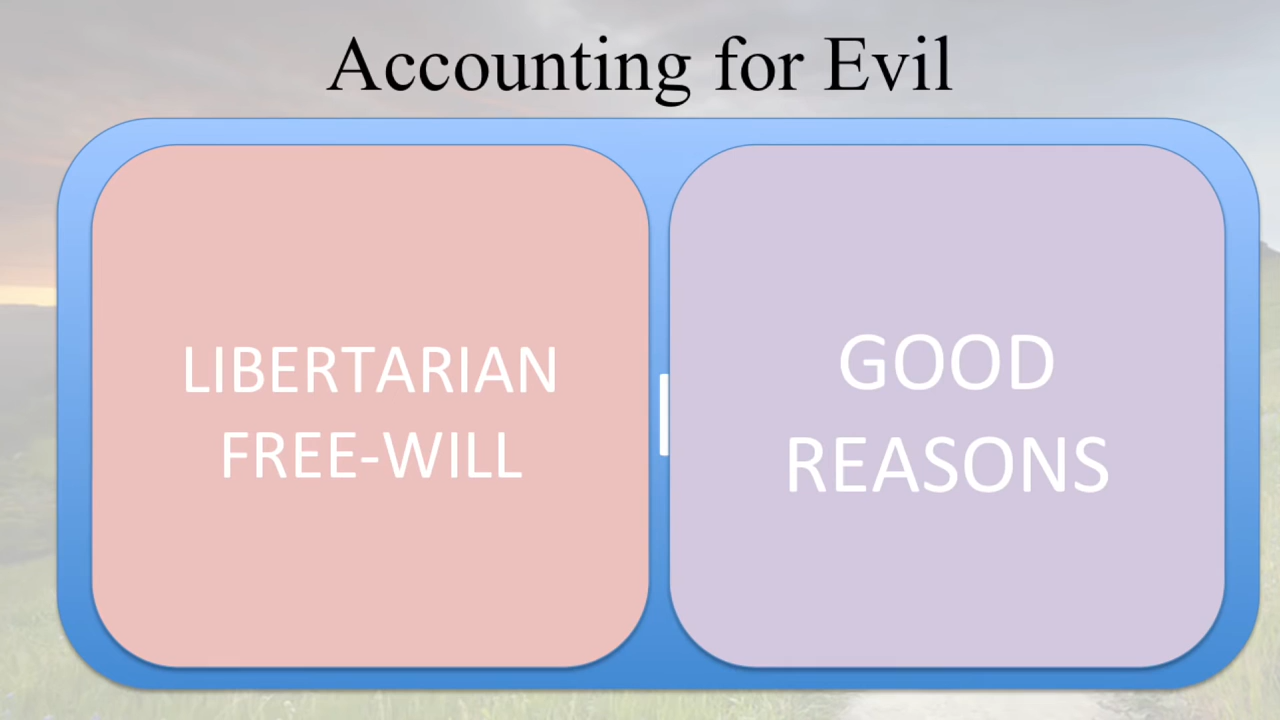 Accounting for Evil
LIBERTARIAN
FREE-WILL
GOOD
REASONS